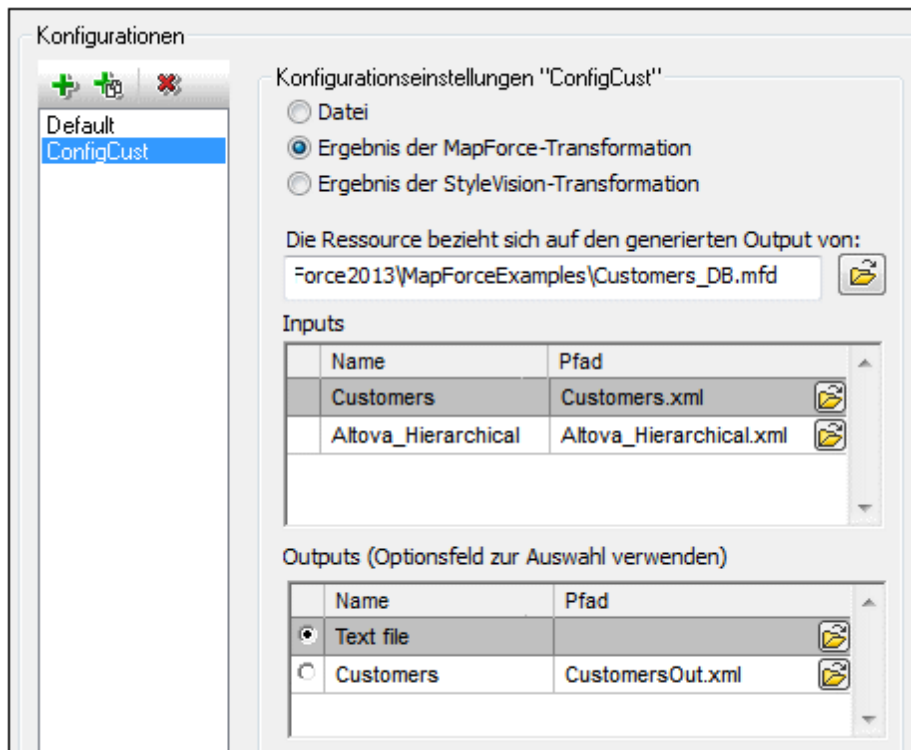 Konfigurationen
Default
ConfigCust
Konfigurationseinstellungen "ConfigCust"
Datei
Ergebnis der MapForce-Transformation
Ergebnis der StyleVision-Transformation
Die Ressource bezieht sich auf den generierten Output von:
Force2013\MapForceExamples\Customers_DB.mfd
Inputs
Name Pfad
Customers Customers.xml
Altova_Hierarchical Altova_Hierarchical.xml
Outputs (Optionsfeld zur Auswahl verwenden)
Name Pfad
Text file
Customers CustomersOut.xml